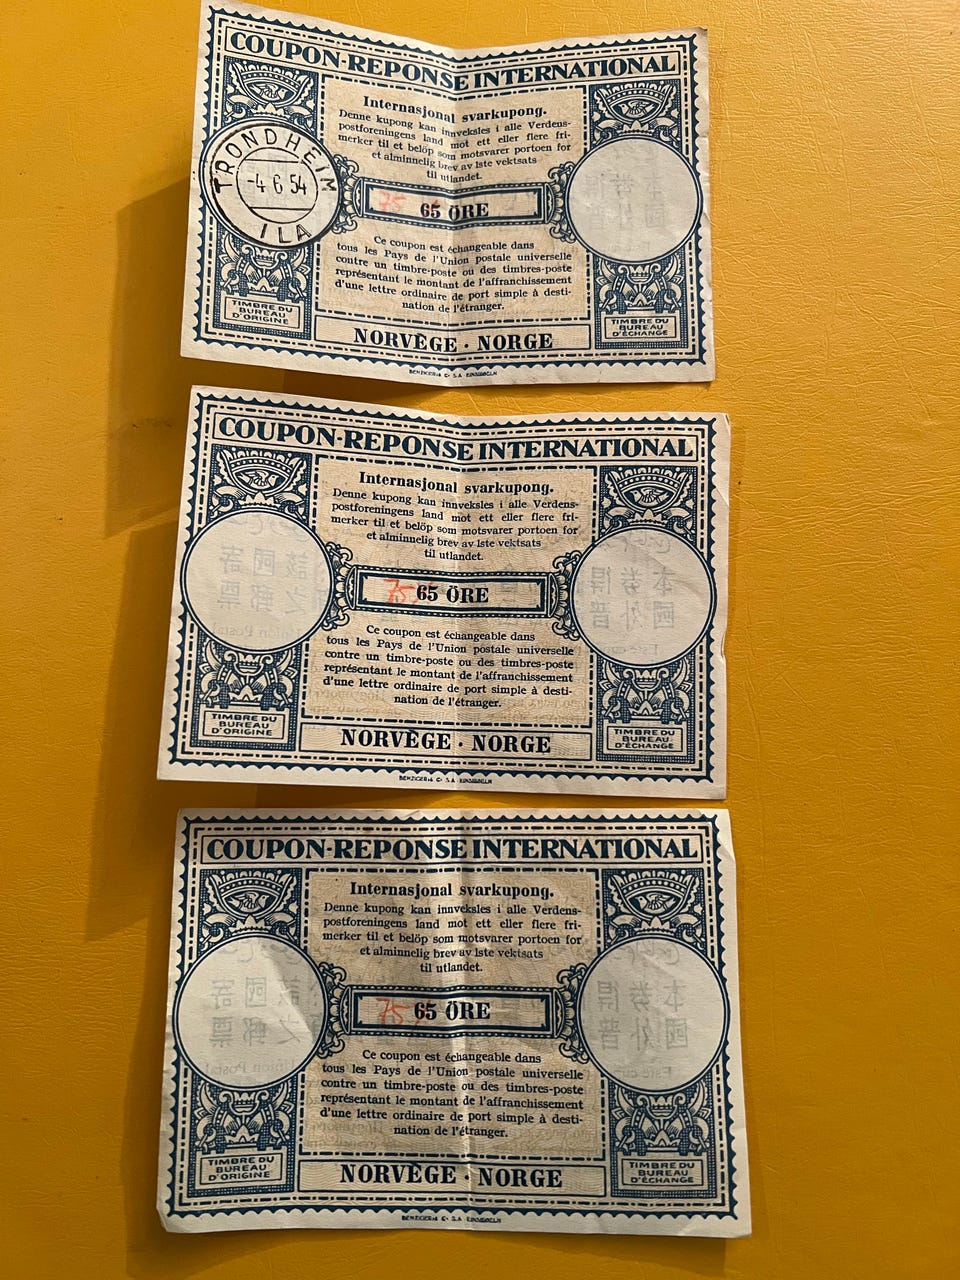 COUPON-REPONSE INTERNATIONAL
Internasjonal svarkupong.
Denne kupong kan innveksles i alle Verdens-
postforeningens land mot ett eller flere fri-
merker til et beløp som motsvarer portoen for
et alminnelig brev av 1ste vektsats
til utlandet.
TRONDHEIM
-4 6 54
ILA
75
65 ÖRE
Ce coupon est échangeable dans
tous les Pays de l'Union postale universelle
contre un timbre-poste ou des timbres-poste
représentant le montant de l'affranchissement
d'une lettre ordinaire de port simple à desti-
nation de l'étranger.
TIMBRE DU
BUREAU
D'ORIGINE
TIMBRE DU
BUREAU
D'ÉCHANGE
NORVÈGE · NORGE
BENZIGER & Co S.A. EINSIEDELN
COUPON-REPONSE INTERNATIONAL
Internasjonal svarkupong.
Denne kupong kan innveksles i alle Verdens-
postforeningens land mot ett eller flere fri-
merker til et beløp som motsvarer portoen for
et alminnelig brev av 1ste vektsats
til utlandet.
75
65 ÖRE
Ce coupon est échangeable dans
tous les Pays de l'Union postale universelle
contre un timbre-poste ou des timbres-poste
représentant le montant de l'affranchissement
d'une lettre ordinaire de port simple à desti-
nation de l'étranger.
TIMBRE DU
BUREAU
D'ORIGINE
TIMBRE DU
BUREAU
D'ÉCHANGE
NORVÈGE · NORGE
BENZIGER & Co S.A. EINSIEDELN
COUPON-REPONSE INTERNATIONAL
Internasjonal svarkupong.
Denne kupong kan innveksles i alle Verdens-
postforeningens land mot ett eller flere fri-
merker til et beløp som motsvarer portoen for
et alminnelig brev av 1ste vektsats
til utlandet.
75
65 ÖRE
Ce coupon est échangeable dans
tous les Pays de l'Union postale universelle
contre un timbre-poste ou des timbres-poste
représentant le montant de l'affranchissement
d'une lettre ordinaire de port simple à desti-
nation de l'étranger.
TIMBRE DU
BUREAU
D'ORIGINE
TIMBRE DU
BUREAU
D'ÉCHANGE
NORVÈGE · NORGE
BENZIGER & Co S.A. EINSIEDELN